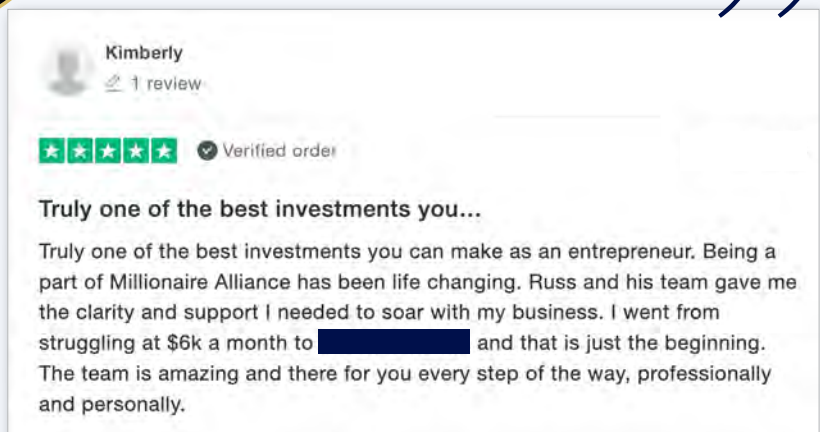 Kimberly
1 review
Verified order
Truly one of the best investments you...
Truly one of the best investments you can make as an entrepreneur. Being a
part of Millionaire Alliance has been life changing. Russ and his team gave me
the clarity and support I needed to soar with my business. I went from
struggling at $6k a month to and that is just the beginning.
The team is amazing and there for you every step of the way, professionally
and personally.